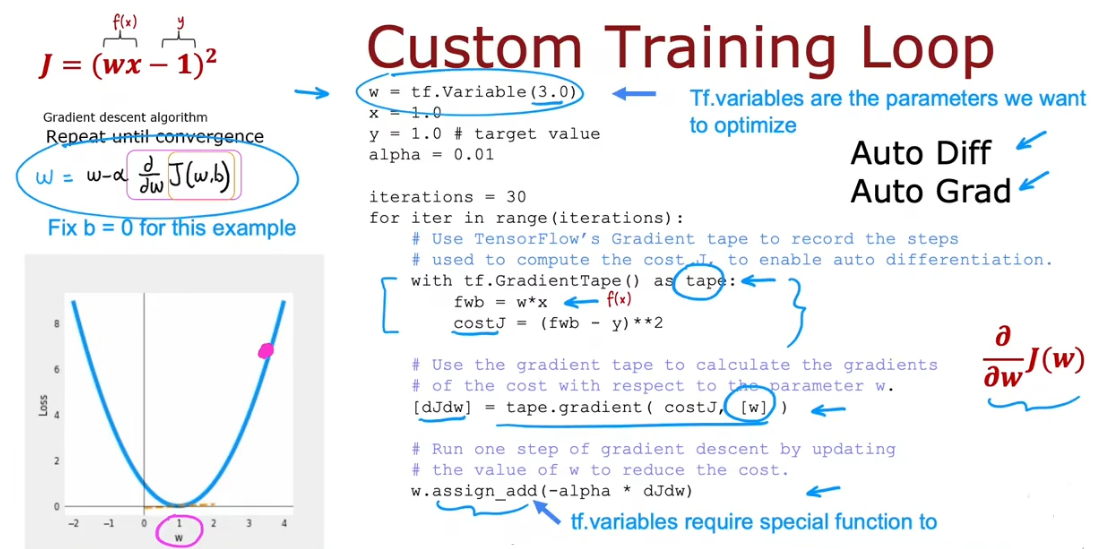 f(x) y
J = (wx − 1)²
Gradient descent algorithm
Repeat until convergence
w = w-α ∂/∂w J(w,b)
Fix b = 0 for this example
Loss
8
6
4
2
0
−2 −1 0 1 2 3 4
w
Custom Training Loop
w = tf.Variable(3.0)
x = 1.0
y = 1.0 # target value
alpha = 0.01
Tf.variables are the parameters we want
to optimize
Auto Diff
Auto Grad
iterations = 30
for iter in range(iterations):
# Use TensorFlow's Gradient tape to record the steps
# used to compute the cost J, to enable auto differentiation.
with tf.GradientTape() as tape:
fwb = w*x f(x)
costJ = (fwb - y)**2
# Use the gradient tape to calculate the gradients
# of the cost with respect to the parameter w.
[dJdw] = tape.gradient( costJ, [w] )
∂/∂w J(w)
# Run one step of gradient descent by updating
# the value of w to reduce the cost.
w.assign_add(-alpha * dJdw)
tf.variables require special function to